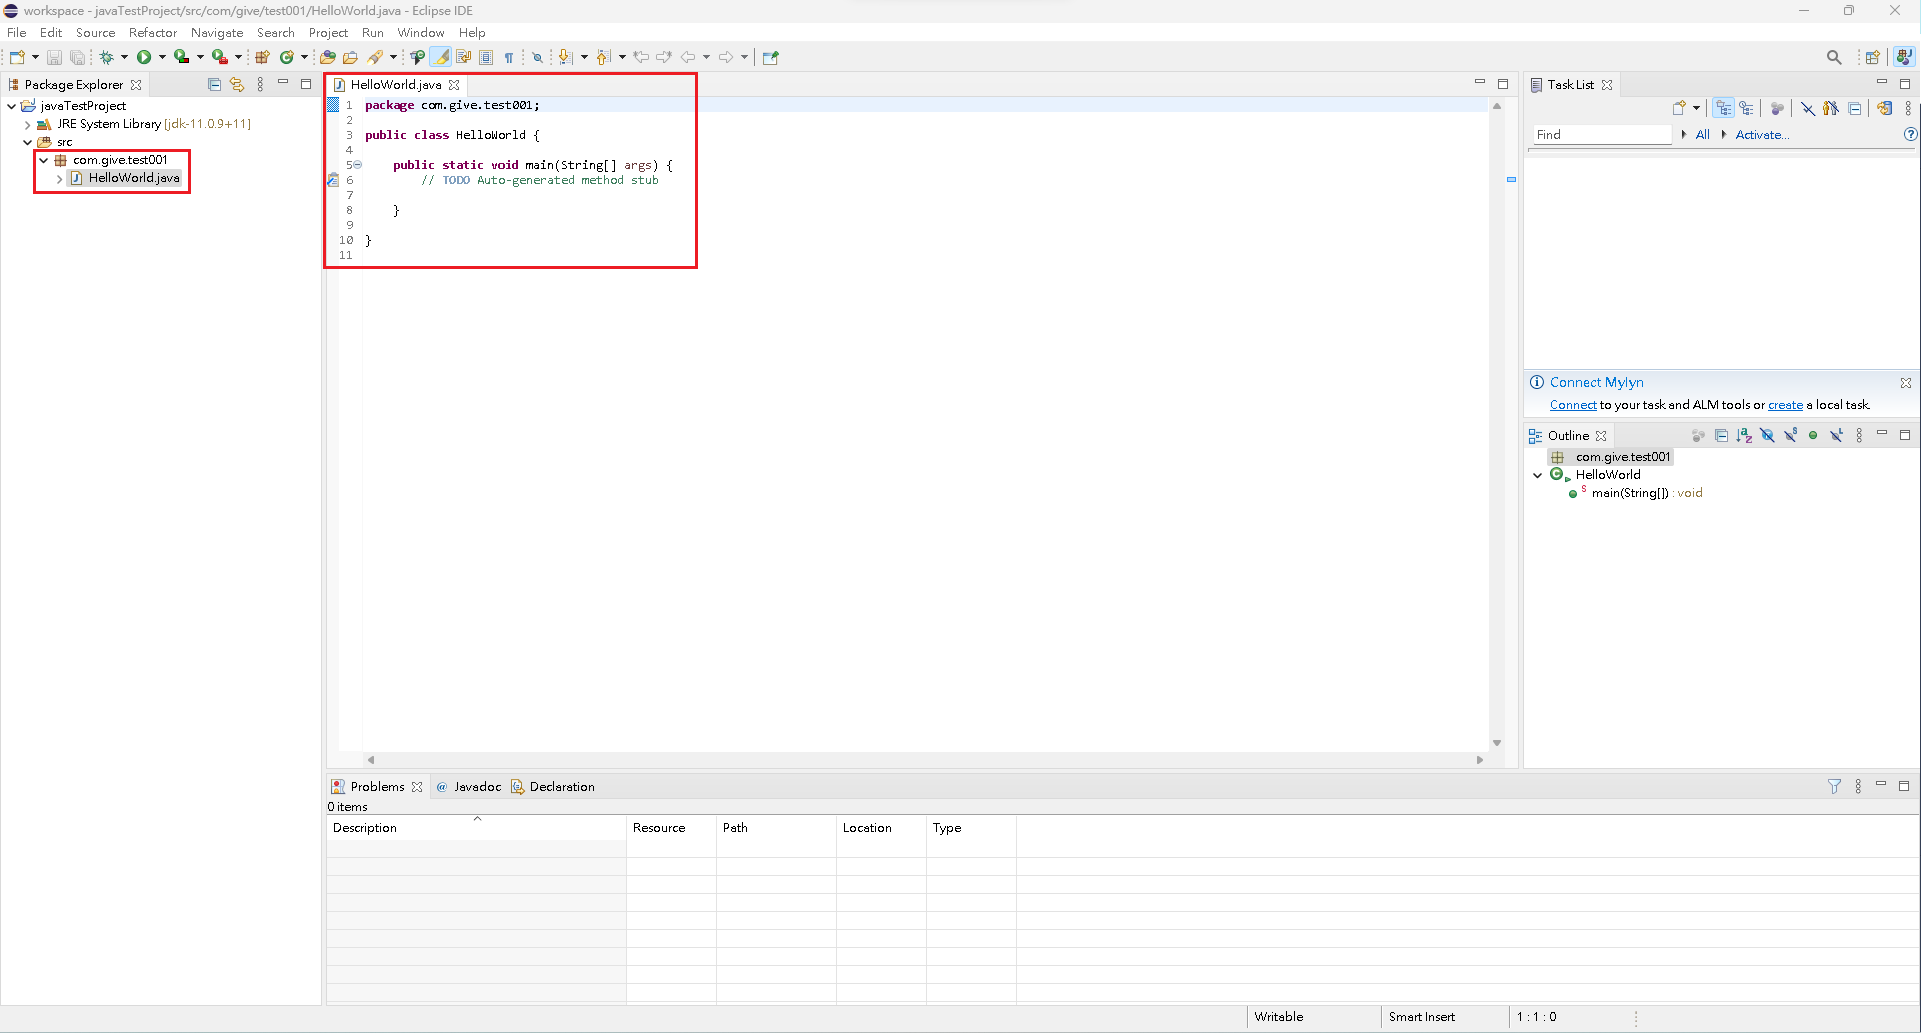 workspace - javaTestProject/src/com/give/test001/HelloWorld.java - Eclipse IDE
File Edit Source Refactor Navigate Search Project Run Window Help
Package Explorer
javaTestProject
JRE System Library [jdk-11.0.9+11]
src
com.give.test001
HelloWorld.java
HelloWorld.java
1 package com.give.test001;
2
3 public class HelloWorld {
4
5 public static void main(String[] args) {
6 // TODO Auto-generated method stub
7
8 }
9
10 }
11
Task List
Find All Activate...
Connect Mylyn
Connect to your task and ALM tools or create a local task.
Outline
com.give.test001
HelloWorld
main(String[]) : void
Problems Javadoc Declaration
0 items
Description Resource Path Location Type
Writable Smart Insert 1 : 1 : 0